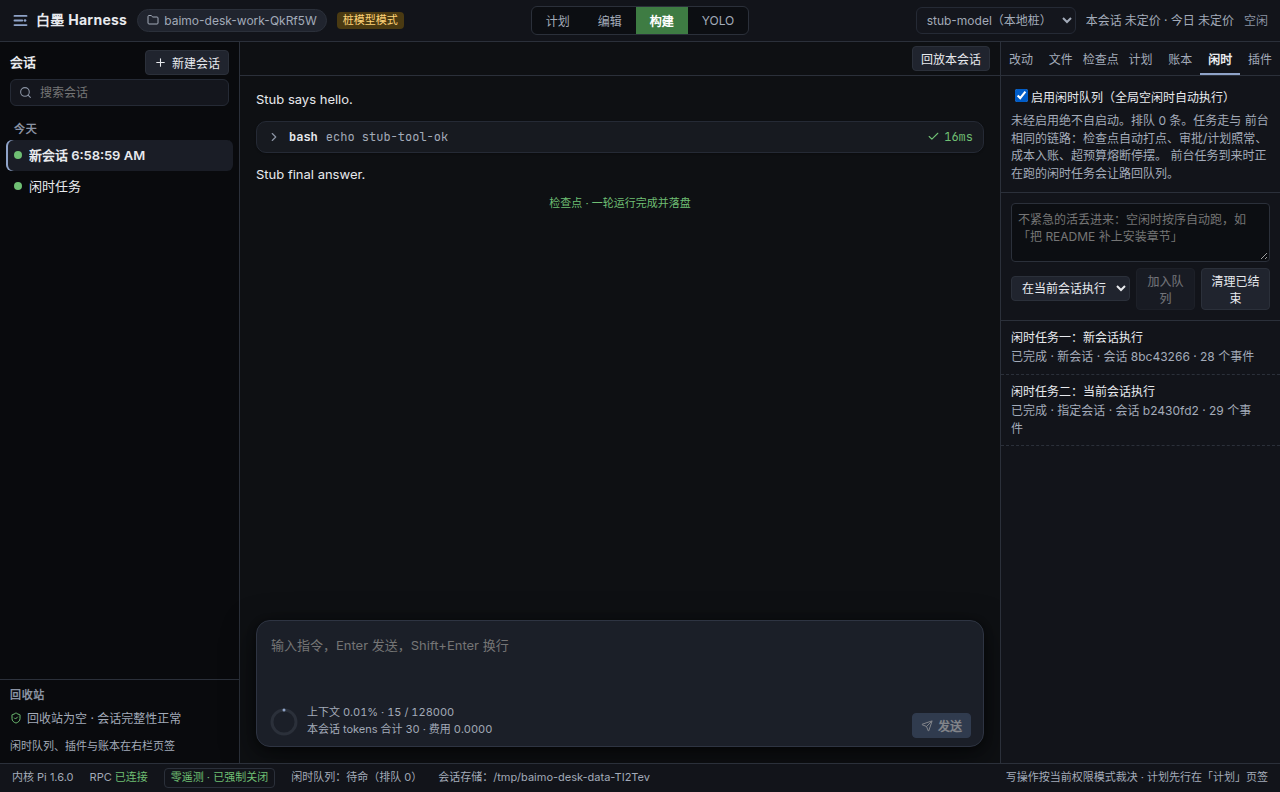 白墨 Harness
baimo-desk-work-QkRf5W
桩模型模式
计划
编辑
构建
YOLO
stub-model（本地桩）
本会话 未定价 · 今日 未定价
空闲
会话
新建会话
搜索会话
今天
新会话 6:58:59 AM
闲时任务
回收站
回收站为空 · 会话完整性正常
闲时队列、插件与账本在右栏页签
回放本会话
Stub says hello.
bash echo stub-tool-ok
16ms
Stub final answer.
检查点 · 一轮运行完成并落盘
输入指令，Enter 发送，Shift+Enter 换行
上下文 0.01% · 15 / 128000
本会话 tokens 合计 30 · 费用 0.0000
发送
改动
文件
检查点
计划
账本
闲时
插件
启用闲时队列（全局空闲时自动执行）
未经启用绝不自启动。排队 0 条。任务走与 前台
相同的链路：检查点自动打点、审批/计划照常、
成本入账、超预算熔断停摆。 前台任务到来时正
在跑的闲时任务会让路回队列。
不紧急的活丢进来：空闲时按序自动跑，如
「把 README 补上安装章节」
在当前会话执行
加入队
列
清理已结
束
闲时任务一：新会话执行
已完成 · 新会话 · 会话 8bc43266 · 28 个事件
闲时任务二：当前会话执行
已完成 · 指定会话 · 会话 b2430fd2 · 29 个事
件
内核 Pi 1.6.0
RPC 已连接
零遥测 · 已强制关闭
闲时队列：待命（排队 0）
会话存储：/tmp/baimo-desk-data-TI2Tev
写操作按当前权限模式裁决 · 计划先行在「计划」页签